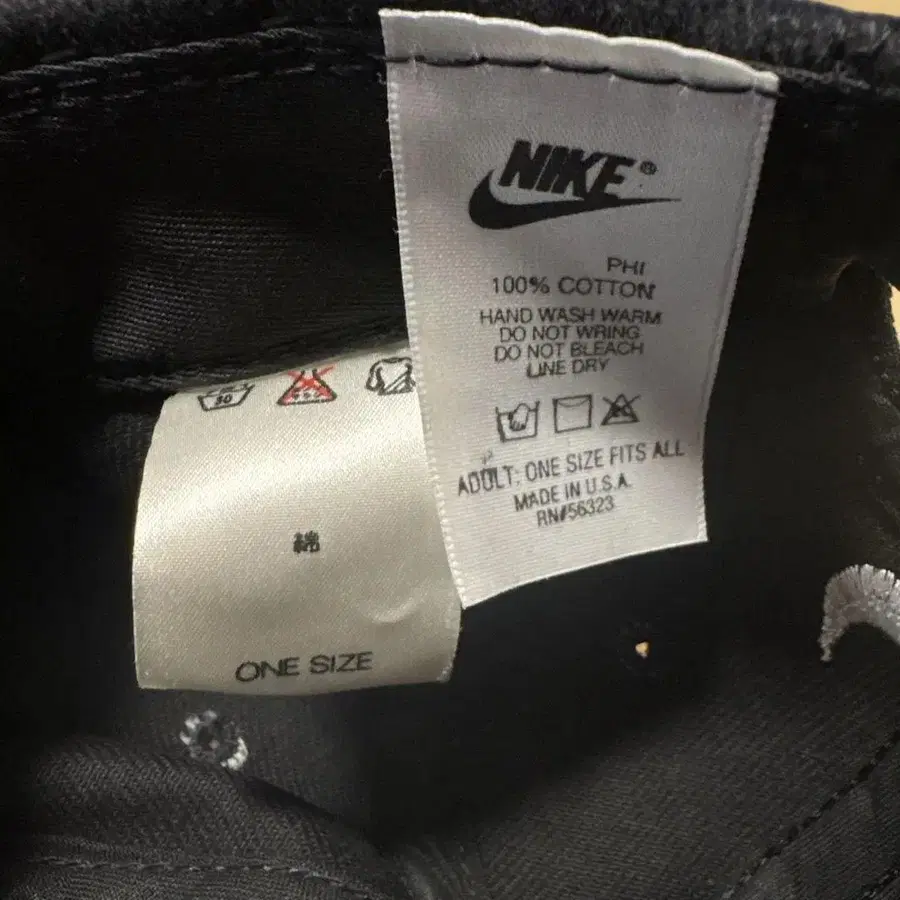 NIKE®
PHI
100% COTTON
HAND WASH WARM
DO NOT WRING
DO NOT BLEACH
LINE DRY
ADULT: ONE SIZE FITS ALL
MADE IN U.S.A.
RN#56323
30
綿
ONE SIZE